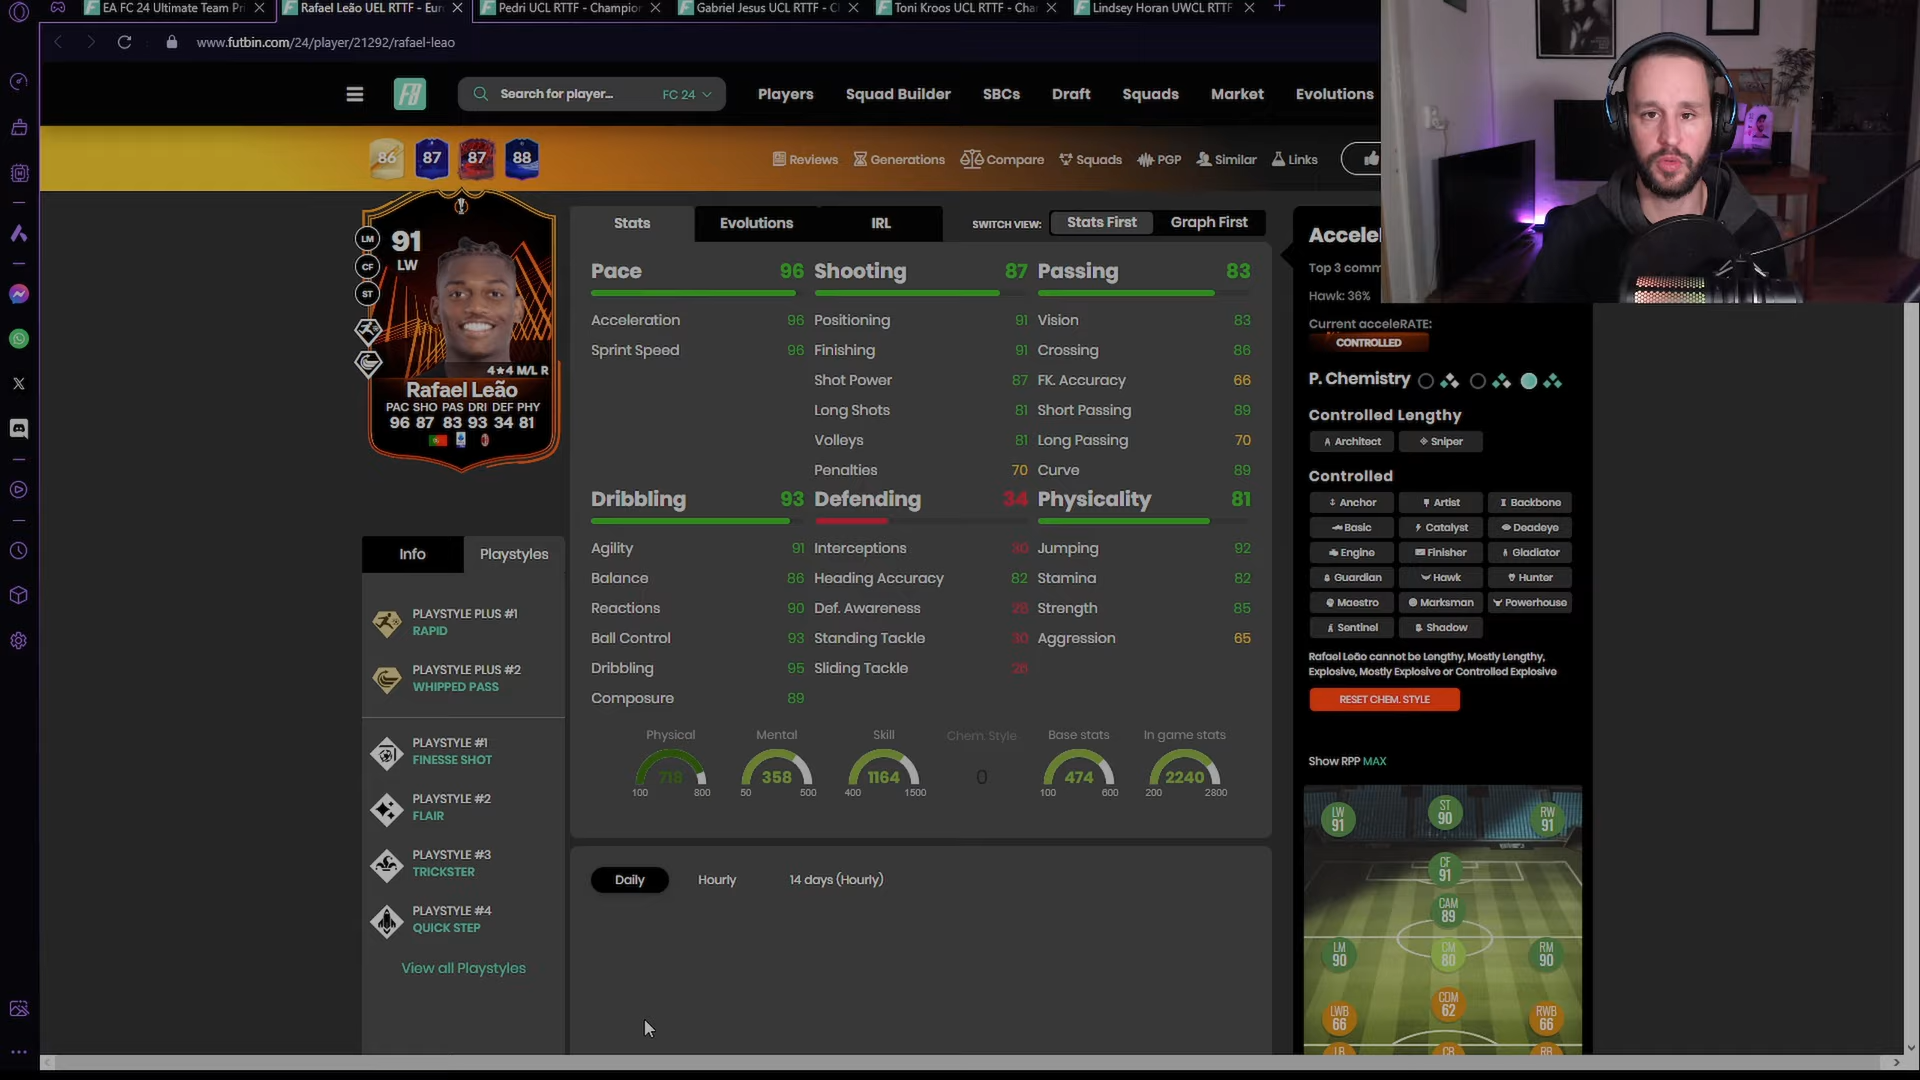 EA FC 24 Ultimate Team Pri
Rafael Leão UEL RTTF - Eur
Pedri UCL RTTF - Champion
Gabriel Jesus UCL RTTF - C
Toni Kroos UCL RTTF - Cha
Lindsey Horan UWCL RTTF
www.futbin.com/24/player/21292/rafael-leao
Search for player...
FC 24
Players
Squad Builder
SBCs
Draft
Squads
Market
Evolutions
86
87
87
88
Reviews
Generations
Compare
Squads
PGP
Similar
Links
LM
CF
ST
91
LW
4★4 M/L R
Rafael Leão
PAC SHO PAS DRI DEF PHY
96 87 83 93 34 81
Stats
Evolutions
IRL
SWITCH VIEW:
Stats First
Graph First
Pace 96
Acceleration 96
Sprint Speed 96
Shooting 87
Positioning 91
Finishing 91
Shot Power 87
Long Shots 81
Volleys 81
Penalties 70
Passing 83
Vision 83
Crossing 86
FK. Accuracy 66
Short Passing 89
Long Passing 70
Curve 89
Dribbling 93
Agility 91
Balance 86
Reactions 90
Ball Control 93
Dribbling 95
Composure 89
Defending 34
Interceptions 30
Heading Accuracy 82
Def. Awareness 28
Standing Tackle 30
Sliding Tackle 26
Physicality 81
Jumping 92
Stamina 82
Strength 85
Aggression 65
Physical
718
100 800
Mental
358
50 500
Skill
1164
400 1500
Chem. Style
0
Base stats
474
100 600
In game stats
2240
200 2800
Daily
Hourly
14 days (Hourly)
Info
Playstyles
PLAYSTYLE PLUS #1
RAPID
PLAYSTYLE PLUS #2
WHIPPED PASS
PLAYSTYLE #1
FINESSE SHOT
PLAYSTYLE #2
FLAIR
PLAYSTYLE #3
TRICKSTER
PLAYSTYLE #4
QUICK STEP
View all Playstyles
Accele
Top 3 comm
Hawk: 36%
Current acceleRATE:
CONTROLLED
P. Chemistry
Controlled Lengthy
Architect
Sniper
Controlled
Anchor
Artist
Backbone
Basic
Catalyst
Deadeye
Engine
Finisher
Gladiator
Guardian
Hawk
Hunter
Maestro
Marksman
Powerhouse
Sentinel
Shadow
Rafael Leão cannot be Lengthy, Mostly Lengthy,
Explosive, Mostly Explosive or Controlled Explosive
RESET CHEM. STYLE
Show RPP MAX
LW
91
ST
90
RW
91
CF
91
CAM
89
LM
90
CM
80
RM
90
LWB
66
CDM
62
RWB
66
LB
CB
RB